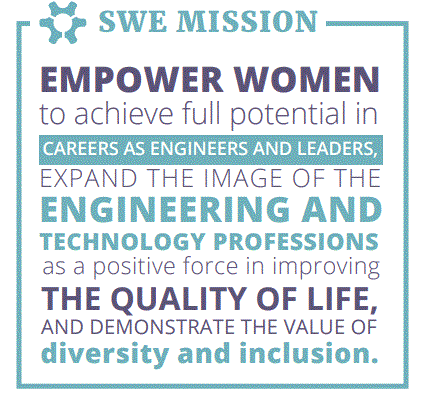 SWE MISSION
EMPOWER WOMEN
to achieve full potential in
CAREERS AS ENGINEERS AND LEADERS,
EXPAND THE IMAGE OF THE
ENGINEERING AND
TECHNOLOGY PROFESSIONS
as a positive force in improving
THE QUALITY OF LIFE,
AND DEMONSTRATE THE VALUE OF
diversity and inclusion.